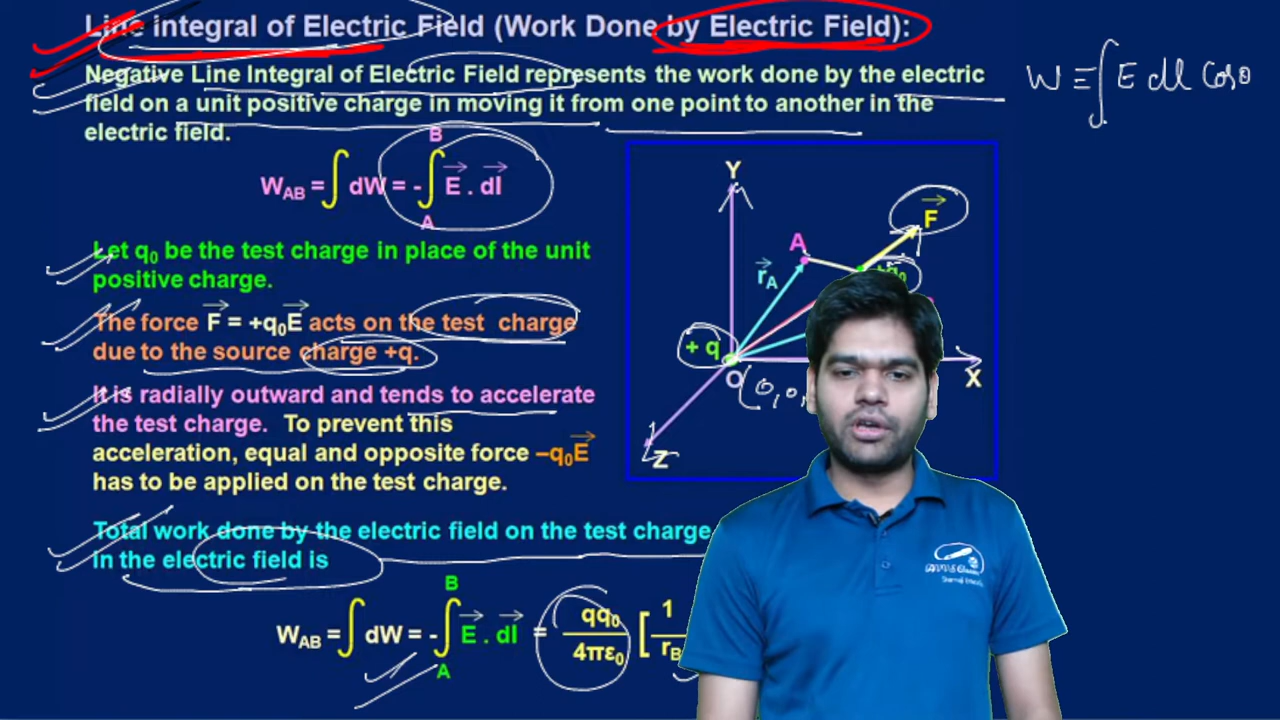 Line Integral of Electric Field (Work Done by Electric Field):
Negative Line Integral of Electric Field represents the work done by the electric
field on a unit positive charge in moving it from one point to another in the
electric field.
W ≡ ∫ E dl Cosθ
W_AB = ∫ dW = - ∫_A^B E⃗ . dl⃗
Let q₀ be the test charge in place of the unit
positive charge.
The force F⃗ = +q₀E⃗ acts on the test charge
due to the source charge +q.
It is radially outward and tends to accelerate
the test charge. To prevent this
acceleration, equal and opposite force –q₀E⃗
has to be applied on the test charge.
Total work done by the electric field on the test charge
in the electric field is
W_AB = ∫ dW = - ∫_A^B E⃗ . dl⃗ = qq₀/4πε₀ [ 1/r_B
Y
F⃗
A
+q₀
r⃗_A
+ q
O
(0,0,
X
Z